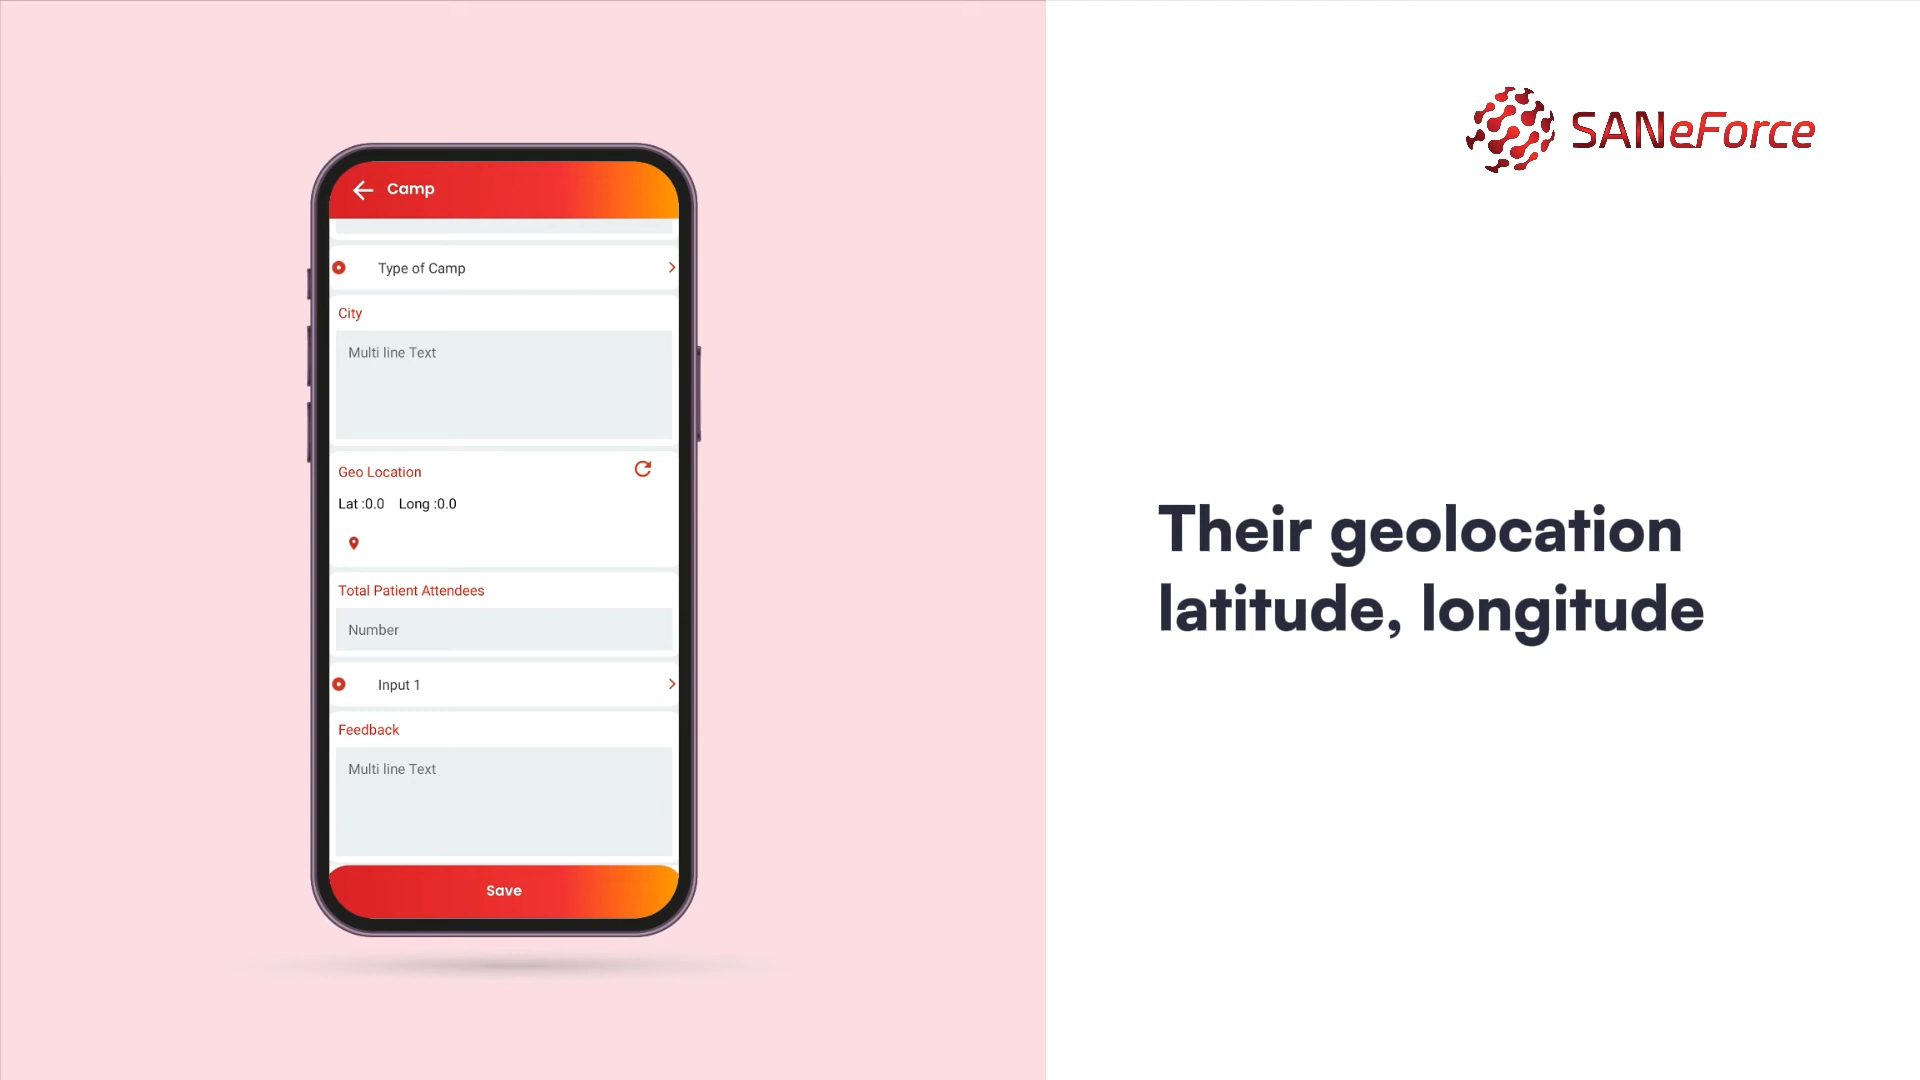 Camp
Type of Camp
City
Multi line Text
Geo Location
Lat :0.0 Long :0.0
Total Patient Attendees
Number
Input 1
Feedback
Multi line Text
Save
SANeForce
Their geolocation
latitude, longitude